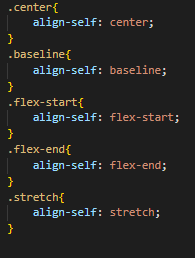 .center{
    align-self: center;
}
.baseline{
    align-self: baseline;
}
.flex-start{
    align-self: flex-start;
}
.flex-end{
    align-self: flex-end;
}
.stretch{
    align-self: stretch;
}